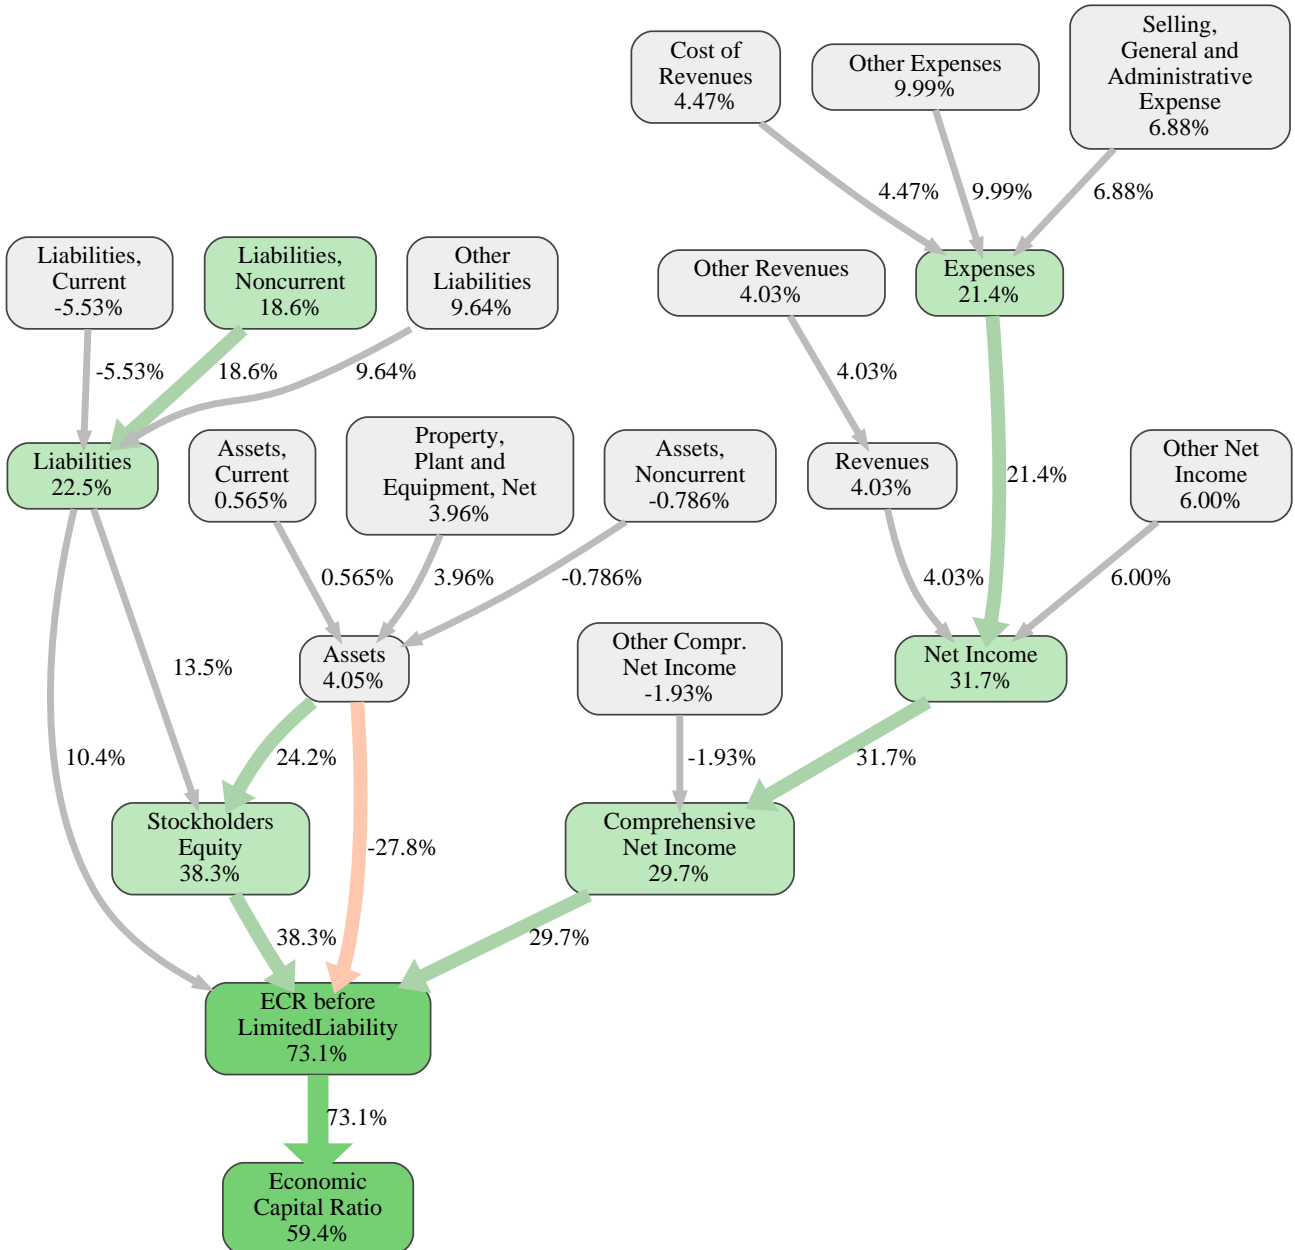 Selling,
General and
Administrative
Expense
6.88%
Cost of
Revenues
4.47%
Other Expenses
9.99%
4.47%
9.99%
6.88%
Liabilities,
Current
-5.53%
Liabilities,
Noncurrent
18.6%
Other
Liabilities
9.64%
Other Revenues
4.03%
Expenses
21.4%
-5.53%
18.6%
9.64%
4.03%
Liabilities
22.5%
Assets,
Current
0.565%
Property,
Plant and
Equipment, Net
3.96%
Assets,
Noncurrent
-0.786%
Revenues
4.03%
21.4%
Other Net
Income
6.00%
0.565%
3.96%
-0.786%
4.03%
6.00%
13.5%
Assets
4.05%
Other Compr.
Net Income
-1.93%
Net Income
31.7%
10.4%
24.2%
-1.93%
31.7%
Stockholders
Equity
38.3%
-27.8%
Comprehensive
Net Income
29.7%
38.3%
29.7%
ECR before
LimitedLiability
73.1%
73.1%
Economic
Capital Ratio
59.4%